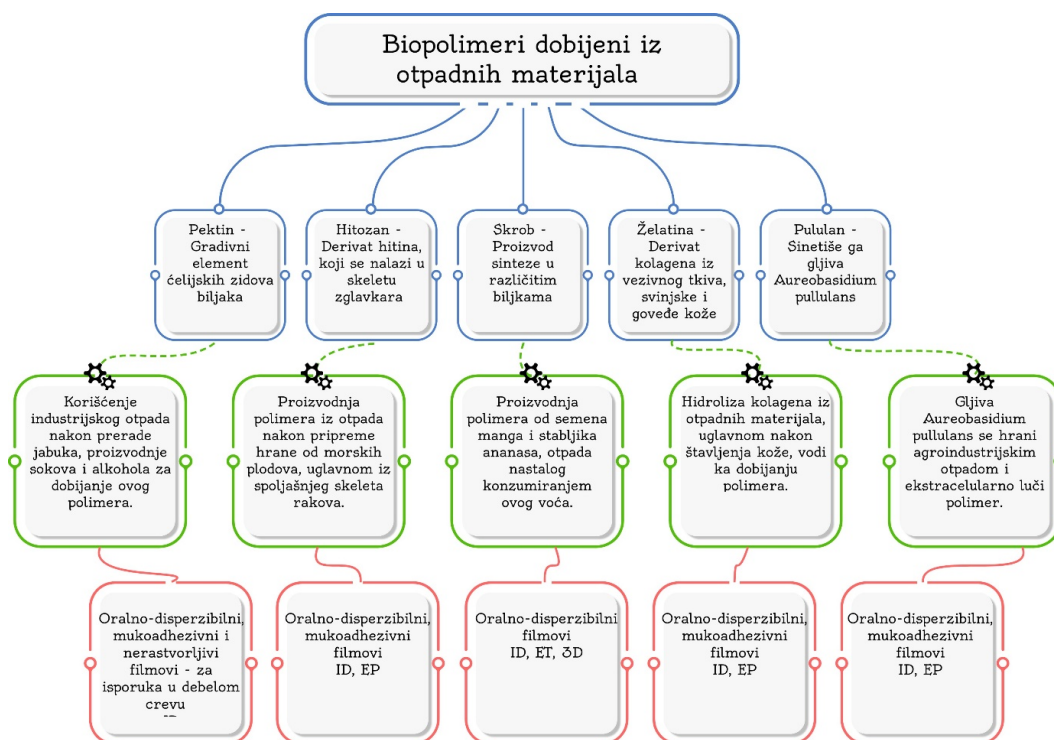 Biopolimeri dobijeni iz
otpadnih materijala
Pektin -
Gradivni
element
ćelijskih zidova
biljaka
Hitozan -
Derivat hitina,
koji se nalazi u
skeletu
zglavkara
Skrob -
Proizvod
sinteze u
različitim
biljkama
Želatina -
Derivat
kolagena iz
vezivnog tkiva,
svinjske i
goveđe kože
Pululan -
Sinetiše ga
gljiva
Aureobasidium
pullulans
Korišćenje
industrijskog otpada
nakon prerade
jabuka, proizvodnje
sokova i alkohola za
dobijanje ovog
polimera.
Proizvodnja
polimera iz otpada
nakon pripreme
hrane od morskih
plodova, uglavnom iz
spoljašnjeg skeleta
rakova.
Proizvodnja
polimera od semena
manga i stabljika
ananasa, otpada
nastalog
konzumiranjem
ovog voća.
Hidroliza kolagena iz
otpadnih materijala,
uglavnom nakon
štavljenja kože, vodi
ka dobijanju
polimera.
Gljiva
Aureobasidium
pullulans se hrani
agroindustrijskim
otpadom i
ekstracelularno luči
polimer.
Oralno-disperzibilni,
mukoadhezivni i
nerastvorljivi
filmovi - za
isporuka u debelom
crevu
Oralno-disperzibilni,
mukoadhezivni
filmovi
ID, EP
Oralno-disperzibilni
filmovi
ID, ET, 3D
Oralno-disperzibilni,
mukoadhezivni
filmovi
ID, EP
Oralno-disperzibilni,
mukoadhezivni
filmovi
ID, EP